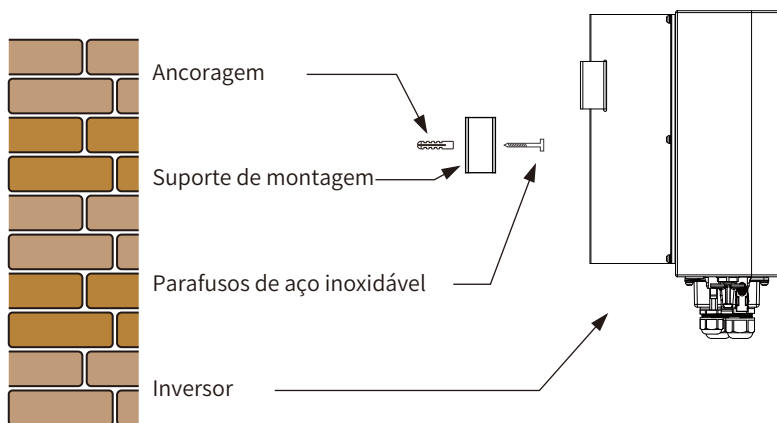 Ancoragem
Suporte de montagem
Parafusos de aço inoxidável
Inversor